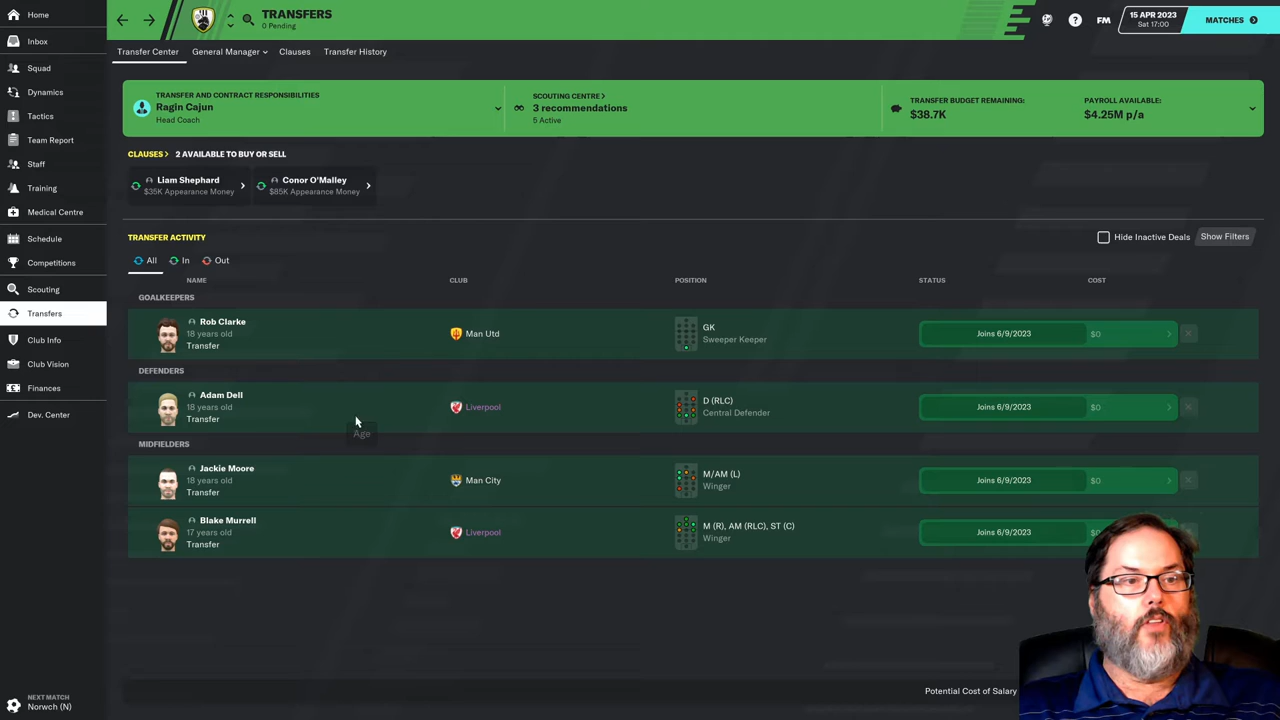 Home
Inbox
Squad
Dynamics
Tactics
Team Report
Staff
Training
Medical Centre
Schedule
Competitions
Scouting
Transfers
Club Info
Club Vision
Finances
Dev. Center
NEXT MATCH
Norwch (N)
TRANSFERS
0 Pending
FM
15 APR 2023
Sat 17:00
MATCHES
Transfer Center
General Manager
Clauses
Transfer History
TRANSFER AND CONTRACT RESPONSIBILITIES
Ragin Cajun
Head Coach
SCOUTING CENTRE >
3 recommendations
5 Active
TRANSFER BUDGET REMAINING:
$38.7K
PAYROLL AVAILABLE:
$4.25M p/a
CLAUSES > 2 AVAILABLE TO BUY OR SELL
Liam Shephard
$35K Appearance Money
Conor O'Malley
$85K Appearance Money
TRANSFER ACTIVITY
Hide Inactive Deals
Show Filters
All In Out
NAME CLUB POSITION STATUS COST
GOALKEEPERS
Rob Clarke
18 years old
Transfer
Man Utd
GK
Sweeper Keeper
Joins 6/9/2023 $0
DEFENDERS
Adam Dell
18 years old
Transfer
Age
Liverpool
D (RLC)
Central Defender
Joins 6/9/2023 $0
MIDFIELDERS
Jackie Moore
18 years old
Transfer
Man City
M/AM (L)
Winger
Joins 6/9/2023 $0
Blake Murrell
17 years old
Transfer
Liverpool
M (R), AM (RLC), ST (C)
Winger
Joins 6/9/2023 $0
Potential Cost of Salary